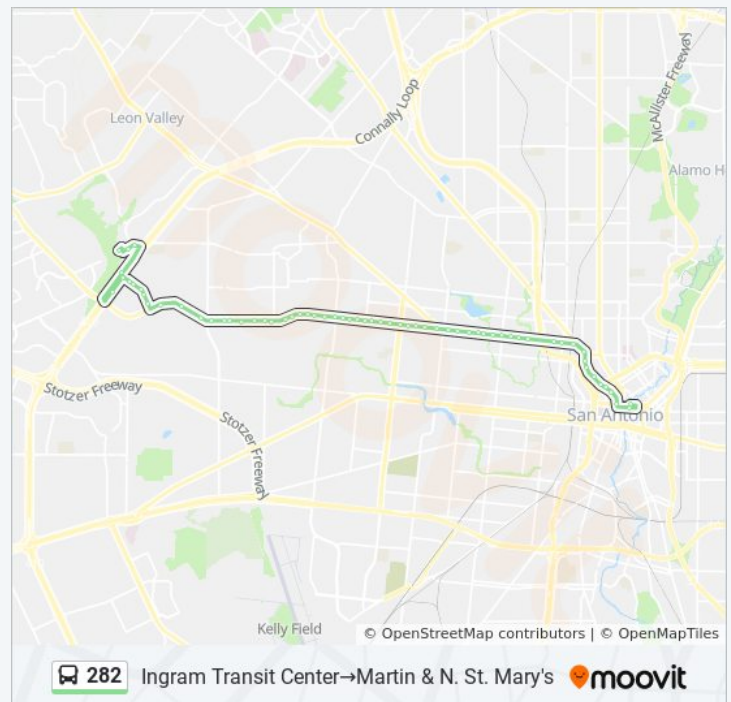 Leon Valley
Connally Loop
McAllister Freeway
Alamo H
Stotzer Freeway
Stotzer Freeway
San Antonio
Kelly Field
© OpenStreetMap contributors | © OpenMapTiles
282 Ingram Transit Center→Martin & N. St. Mary's moovit